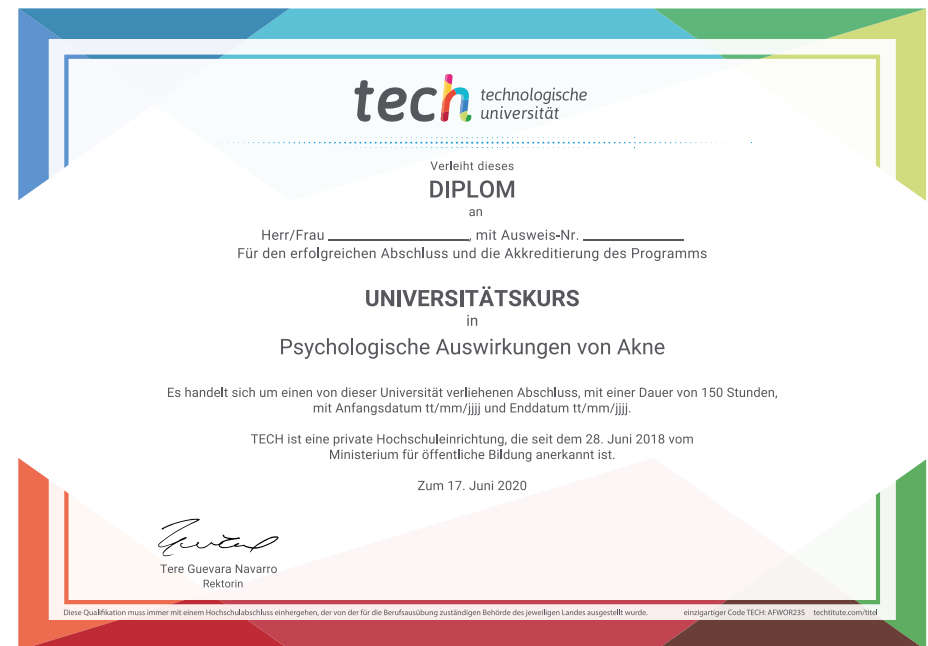 tech technologische
universität
Verleiht dieses
DIPLOM
an
Herr/Frau ____________________, mit Ausweis-Nr. ______________
Für den erfolgreichen Abschluss und die Akkreditierung des Programms
UNIVERSITÄTSKURS
in
Psychologische Auswirkungen von Akne
Es handelt sich um einen von dieser Universität verliehenen Abschluss, mit einer Dauer von 150 Stunden,
mit Anfangsdatum tt/mm/jjjj und Enddatum tt/mm/jjjj.
TECH ist eine private Hochschuleinrichtung, die seit dem 28. Juni 2018 vom
Ministerium für öffentliche Bildung anerkannt ist.
Zum 17. Juni 2020
Tere Guevara Navarro
Rektorin
Diese Qualifikation muss immer mit einem Hochschulabschluss einhergehen, der von der für die Berufsausübung zuständigen Behörde des jeweiligen Landes ausgestellt wurde. einzigartiger Code TECH: AFWOR23S techtitute.com/titel